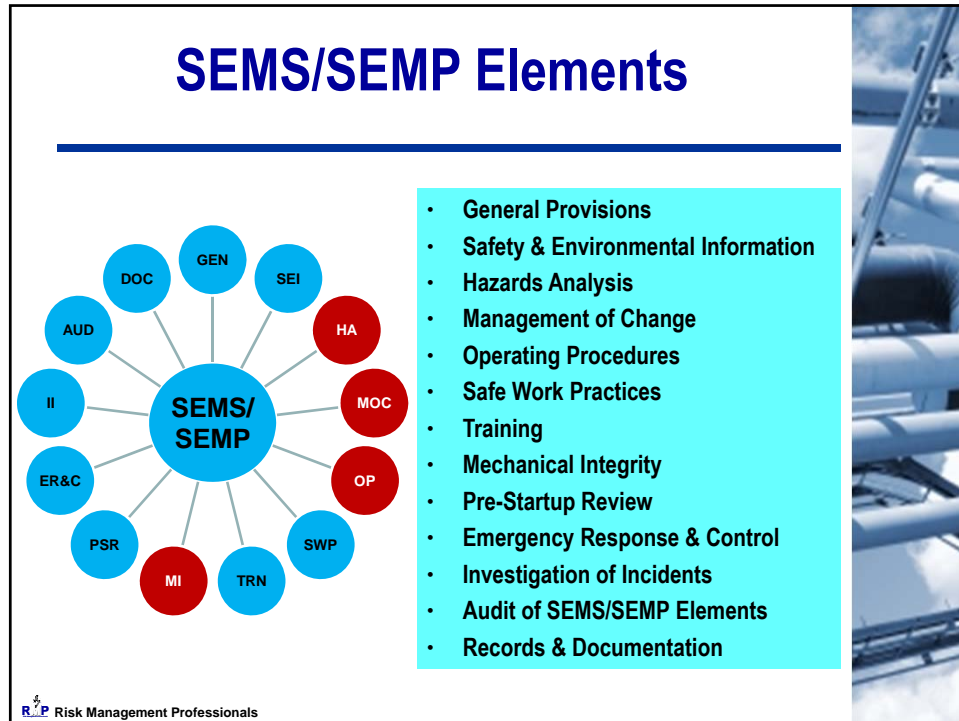 SEMS/SEMP Elements
GEN
SEI
HA
MOC
OP
SWP
TRN
MI
PSR
ER&C
II
AUD
DOC
SEMS/
SEMP
• General Provisions
• Safety & Environmental Information
• Hazards Analysis
• Management of Change
• Operating Procedures
• Safe Work Practices
• Training
• Mechanical Integrity
• Pre-Startup Review
• Emergency Response & Control
• Investigation of Incidents
• Audit of SEMS/SEMP Elements
• Records & Documentation
RMP Risk Management Professionals